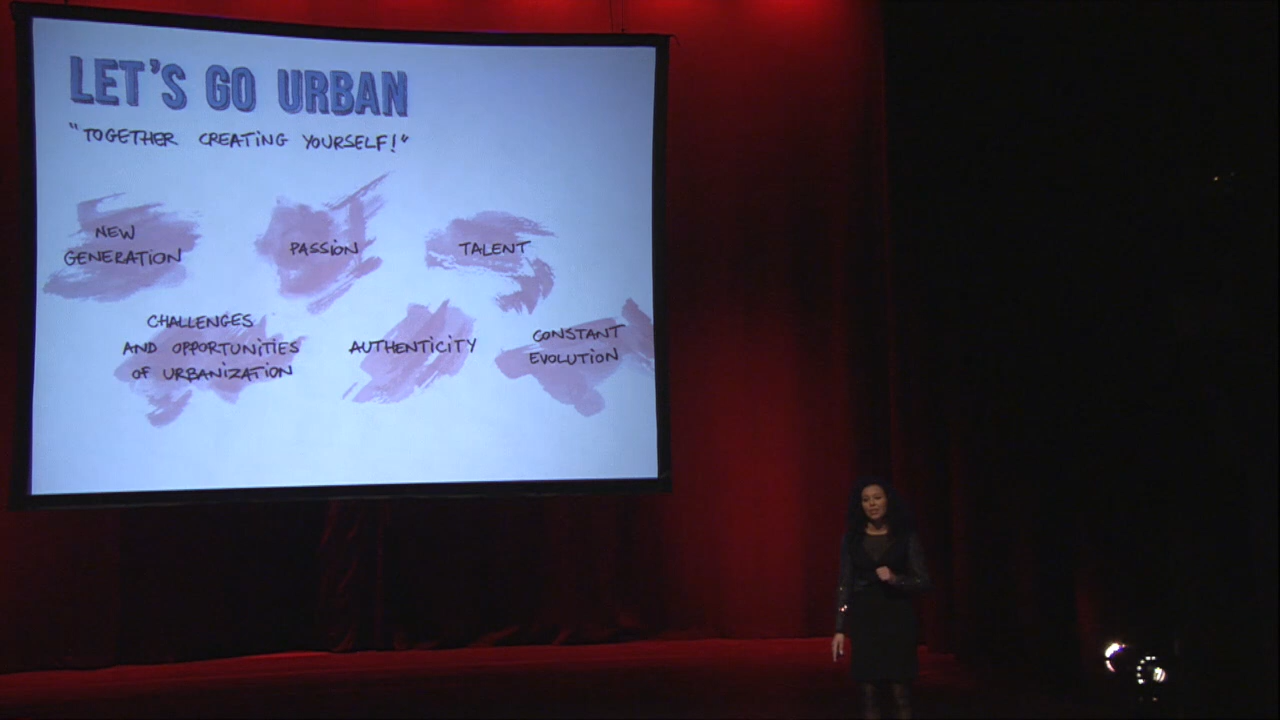 LET'S GO URBAN
"TOGETHER CREATING YOURSELF!"
NEW
GENERATION
PASSION
TALENT
CHALLENGES
AND OPPORTUNITIES
OF URBANIZATION
AUTHENTICITY
CONSTANT
EVOLUTION